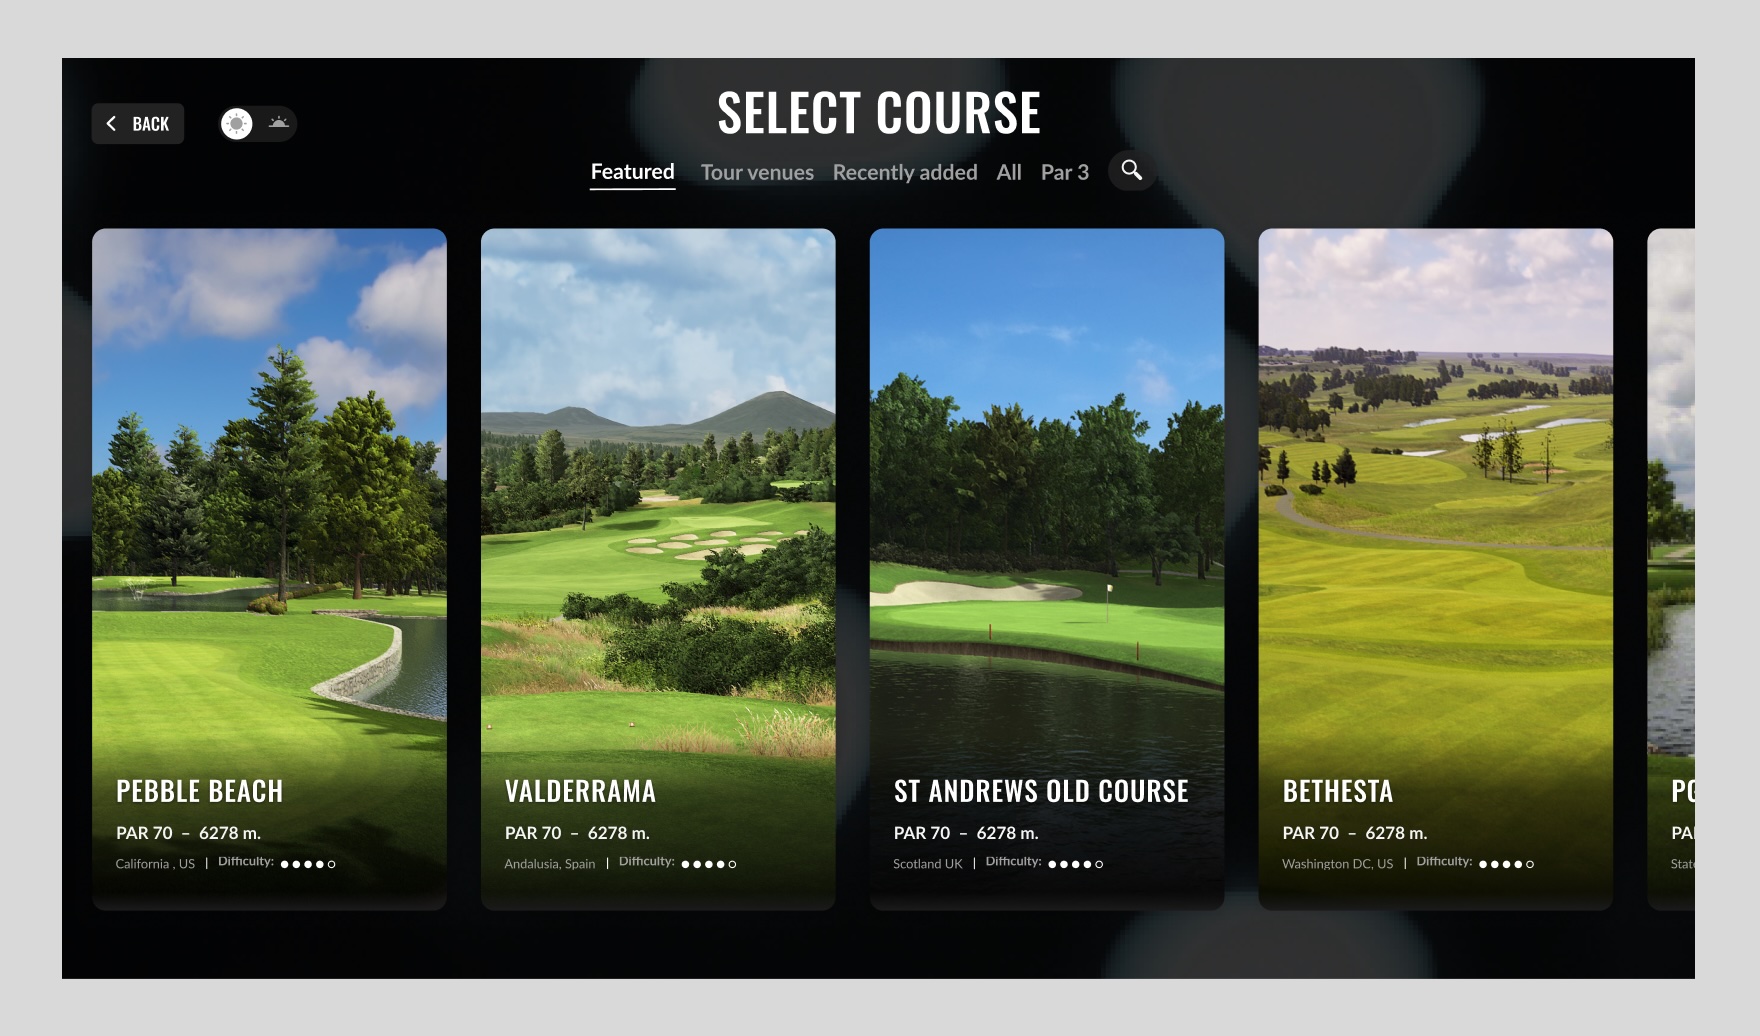 BACK
SELECT COURSE
Featured Tour venues Recently added All Par 3
PEBBLE BEACH
PAR 70 – 6278 m.
California , US | Difficulty:
VALDERRAMA
PAR 70 – 6278 m.
Andalusia, Spain | Difficulty:
ST ANDREWS OLD COURSE
PAR 70 – 6278 m.
Scotland UK | Difficulty:
BETHESTA
PAR 70 – 6278 m.
Washington DC, US | Difficulty: